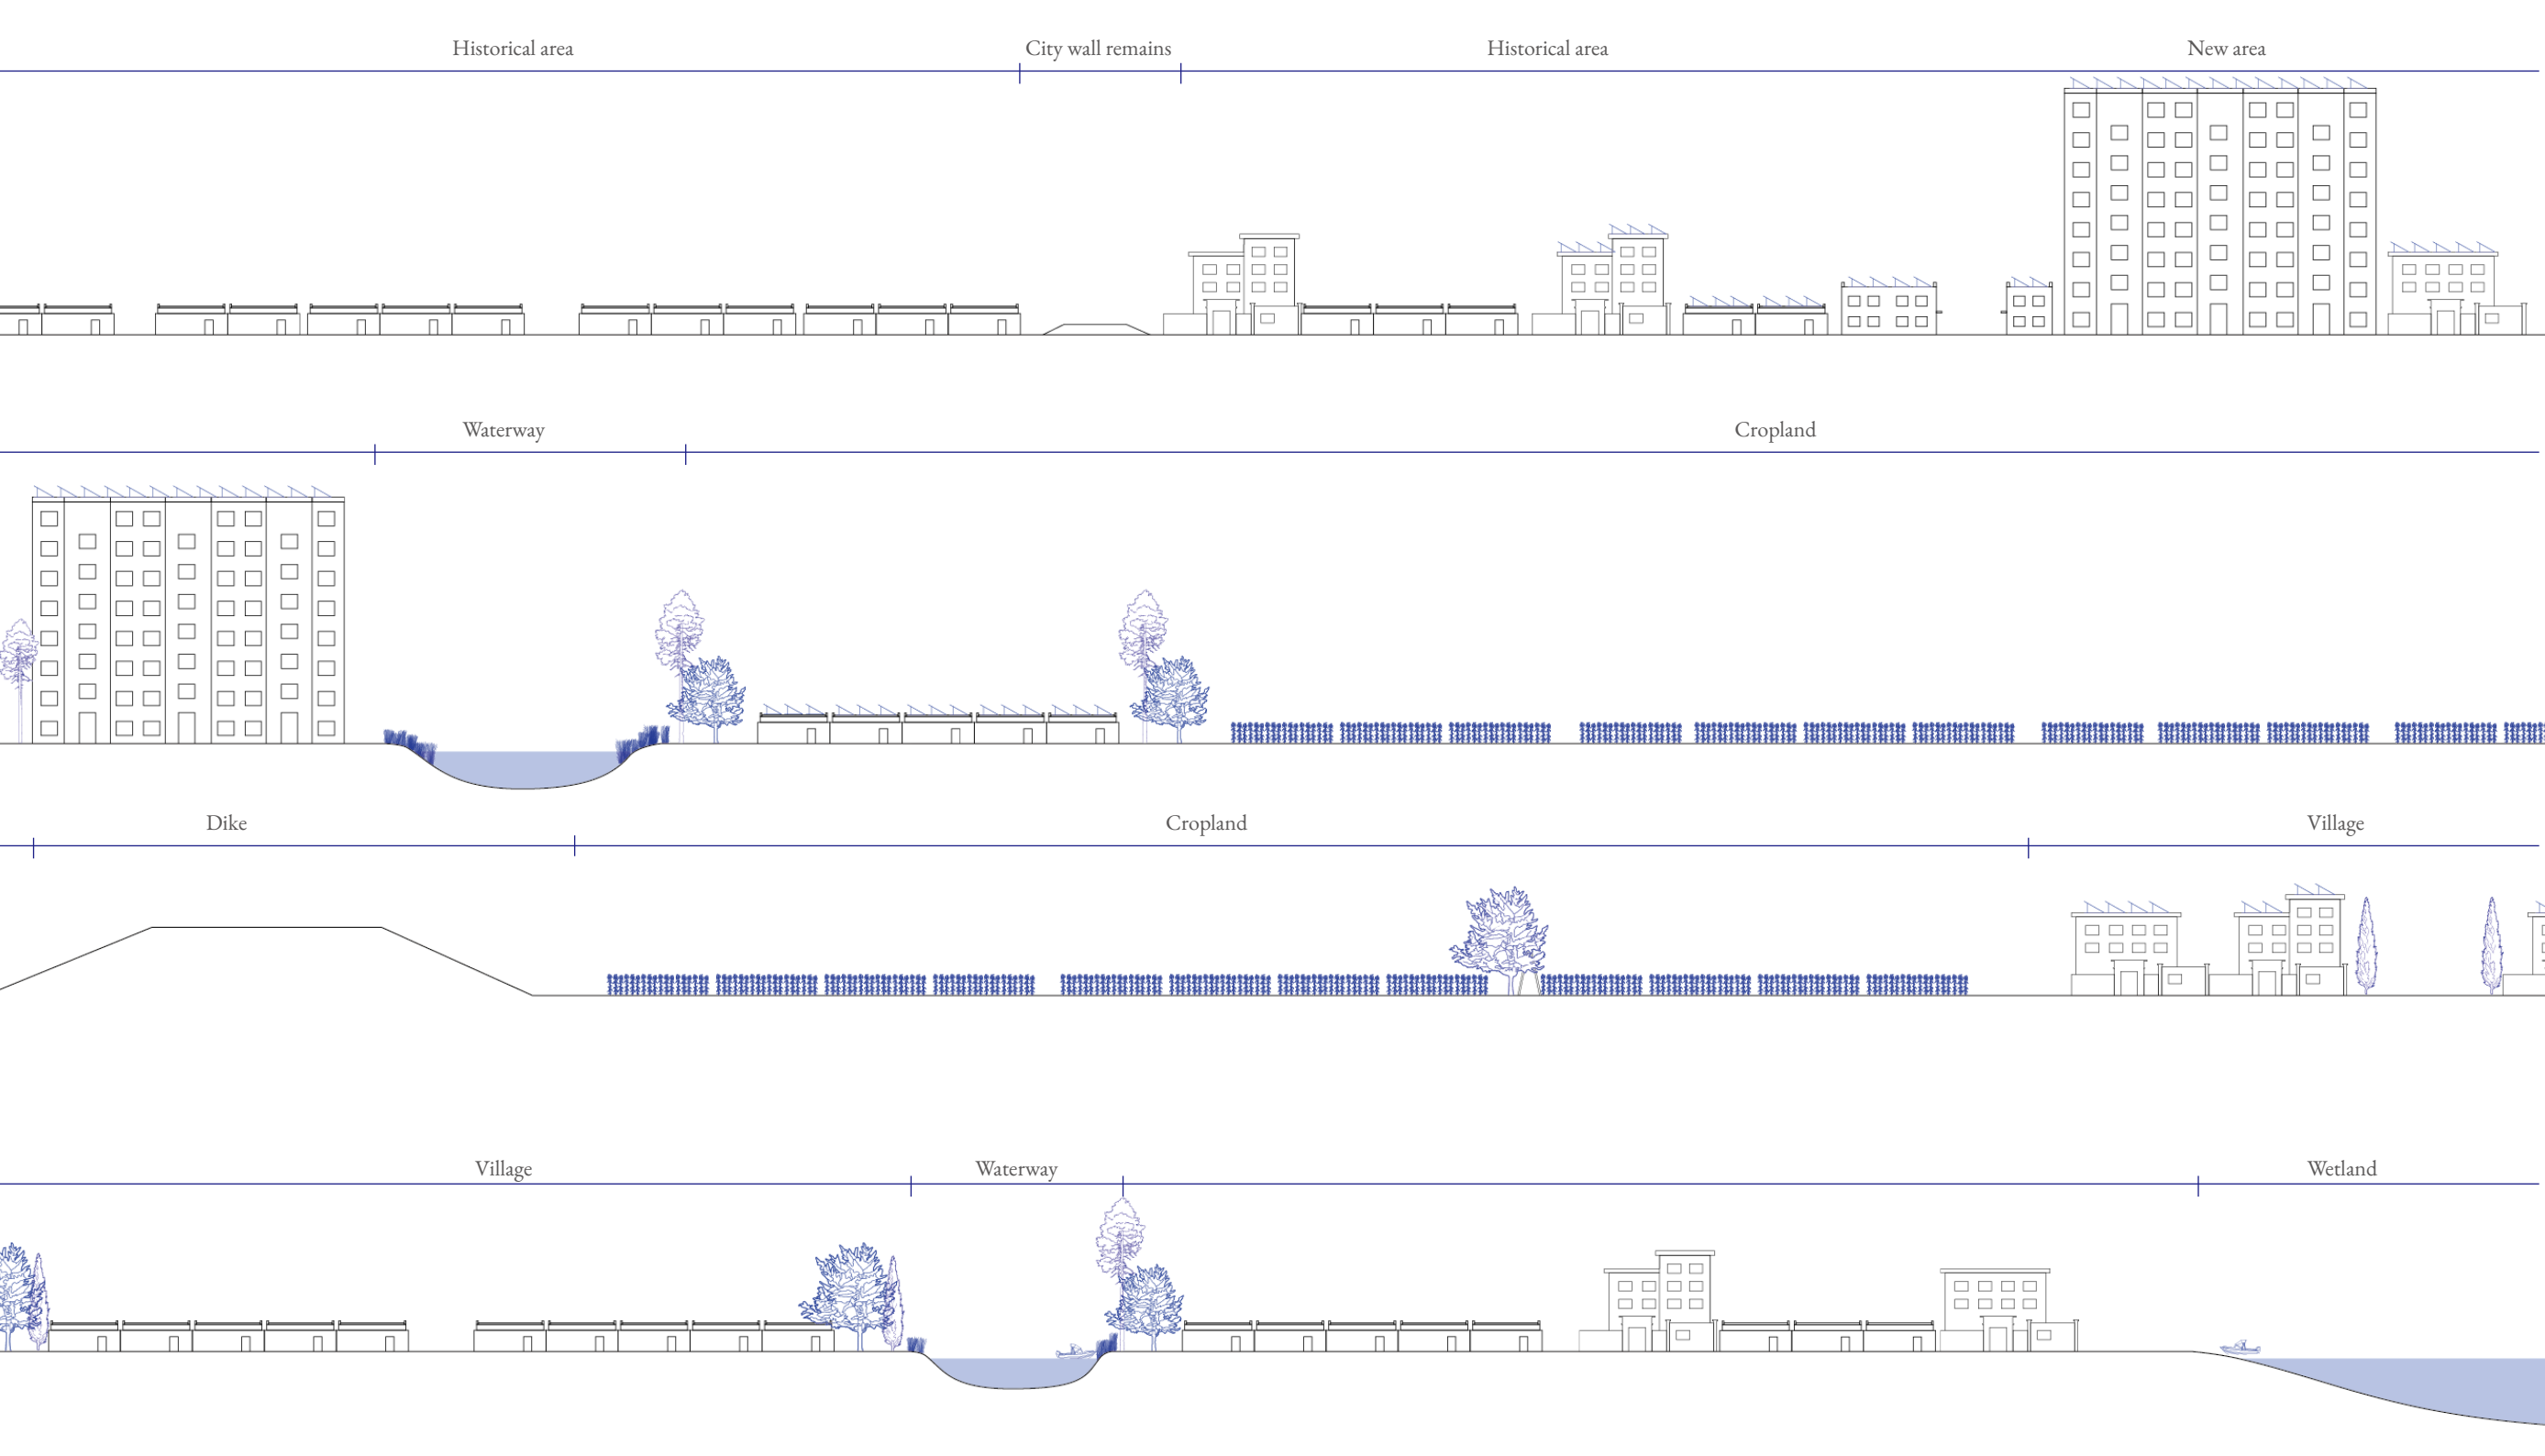 Historical area
City wall remains
Historical area
New area
Waterway
Cropland
Dike
Cropland
Village
Village
Waterway
Wetland